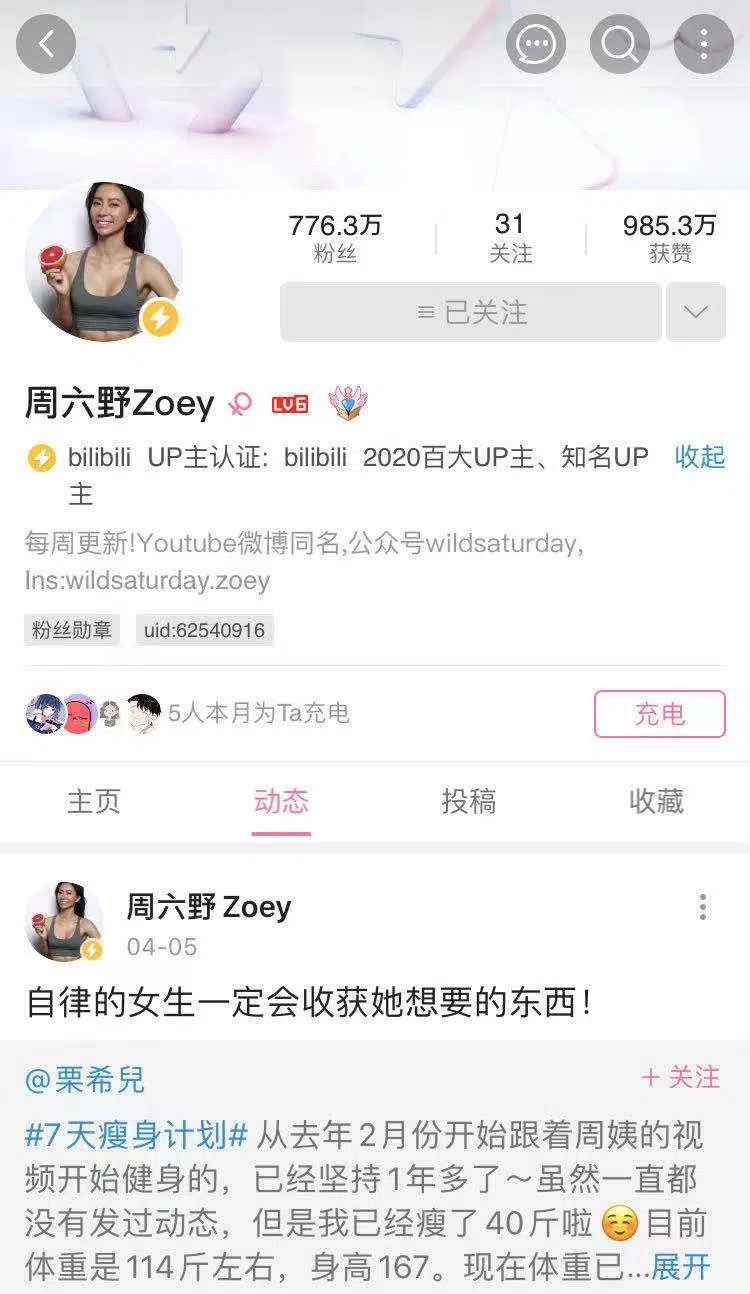 776.3万
31
985.3万
粉丝
关注
获赞
已关注
周六野Zoey
LV6
bilibili UP主认证: bilibili 2020百大UP主、知名UP
收起
主
每周更新!Youtube微博同名,公众号wildsaturday,
Ins:wildsaturday.zoey
粉丝勋章
uid:62540916
5人本月为Ta充电
充电
主页
动态
投稿
收藏
周六野Zoey
04-05
自律的女生一定会收获她想要的东西!
@栗希兒
+ 关注
#7天瘦身计划# 从去年2月份开始跟着周姨的视
频开始健身的，已经坚持1年多了～虽然一直都
没有发过动态，但是我已经瘦了40斤啦目前
体重是114斤左右，身高167。现在体重已...展开